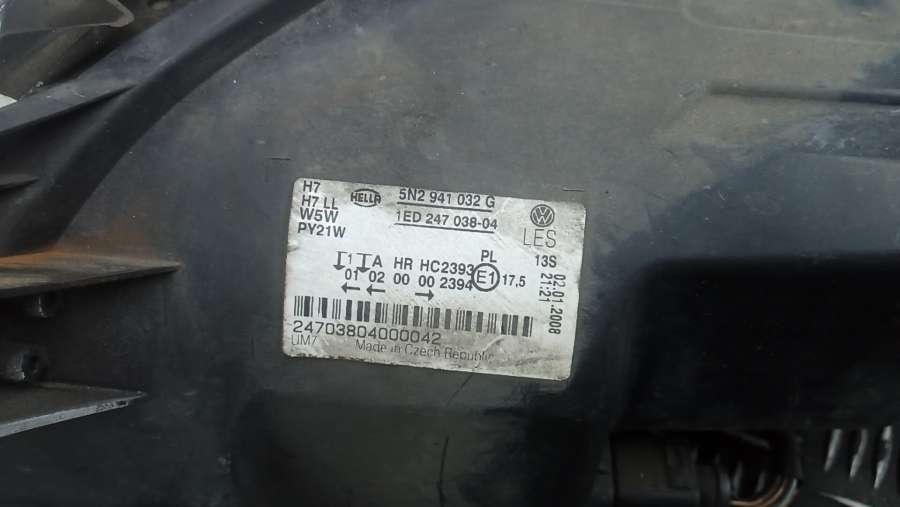 H7
H7 LL
W5W
PY21W
HELLA
5N2 941 032 G
1ED 247 038-04
LES
PL
13S
1 A HR HC2393
01 02 00 00 2394
E1 17,5
02.01.2008
21:21
24703804000042
UM7
Made in Czech Republic